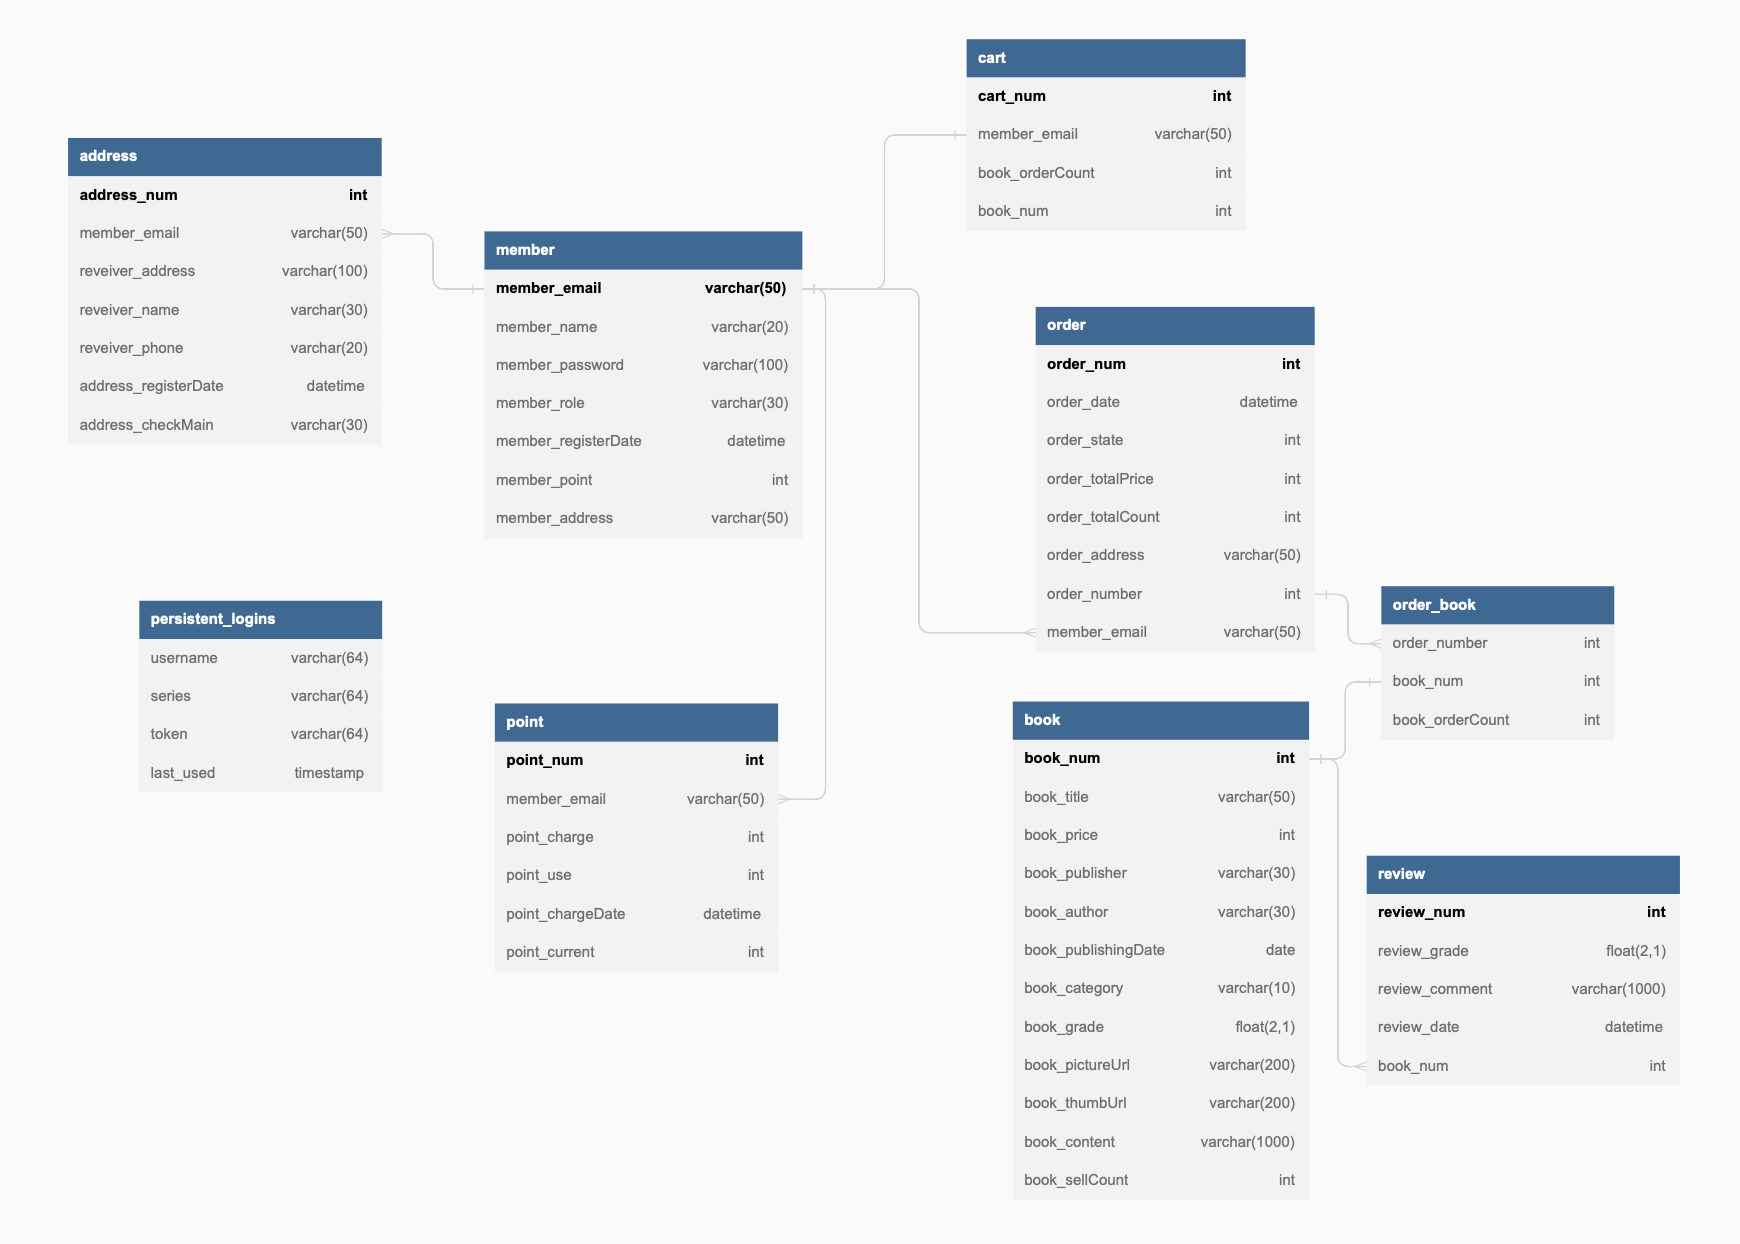 cart
cart_num int
member_email varchar(50)
book_orderCount int
book_num int
address
address_num int
member_email varchar(50)
reveiver_address varchar(100)
reveiver_name varchar(30)
reveiver_phone varchar(20)
address_registerDate datetime
address_checkMain varchar(30)
member
member_email varchar(50)
member_name varchar(20)
member_password varchar(100)
member_role varchar(30)
member_registerDate datetime
member_point int
member_address varchar(50)
order
order_num int
order_date datetime
order_state int
order_totalPrice int
order_totalCount int
order_address varchar(50)
order_number int
member_email varchar(50)
order_book
order_number int
book_num int
book_orderCount int
persistent_logins
username varchar(64)
series varchar(64)
token varchar(64)
last_used timestamp
point
point_num int
member_email varchar(50)
point_charge int
point_use int
point_chargeDate datetime
point_current int
book
book_num int
book_title varchar(50)
book_price int
book_publisher varchar(30)
book_author varchar(30)
book_publishingDate date
book_category varchar(10)
book_grade float(2,1)
book_pictureUrl varchar(200)
book_thumbUrl varchar(200)
book_content varchar(1000)
book_sellCount int
review
review_num int
review_grade float(2,1)
review_comment varchar(1000)
review_date datetime
book_num int